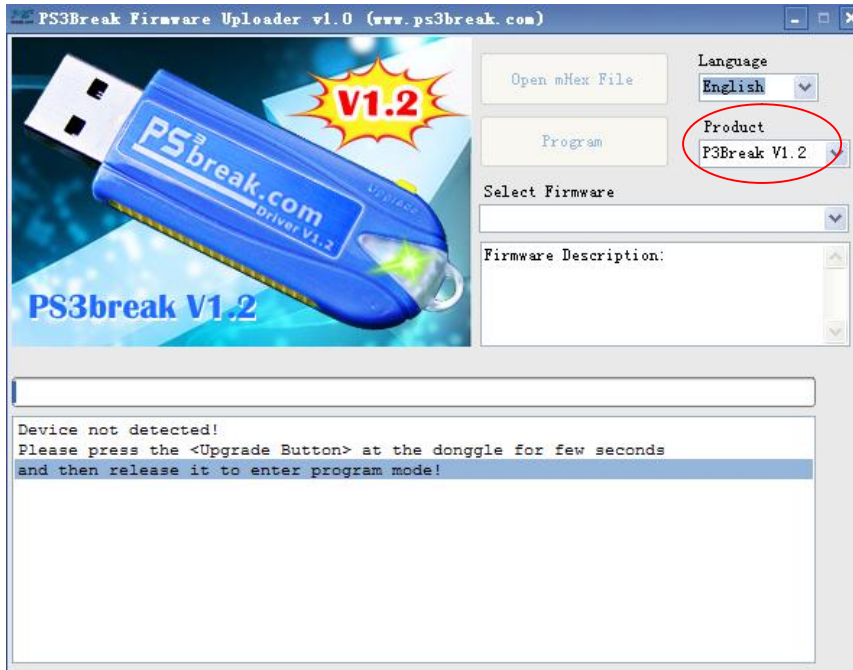 PS3Break Firmware Uploader v1.0 (www.ps3break.com)
V1.2
PS3break.com
Driver V1.2
Upgrade
PS3break V1.2
Open mHex File
Program
Language
English
Product
P3Break V1.2
Select Firmware
Firmware Description:
Device not detected!
Please press the <Upgrade Button> at the donggle for few seconds
and then release it to enter program mode!